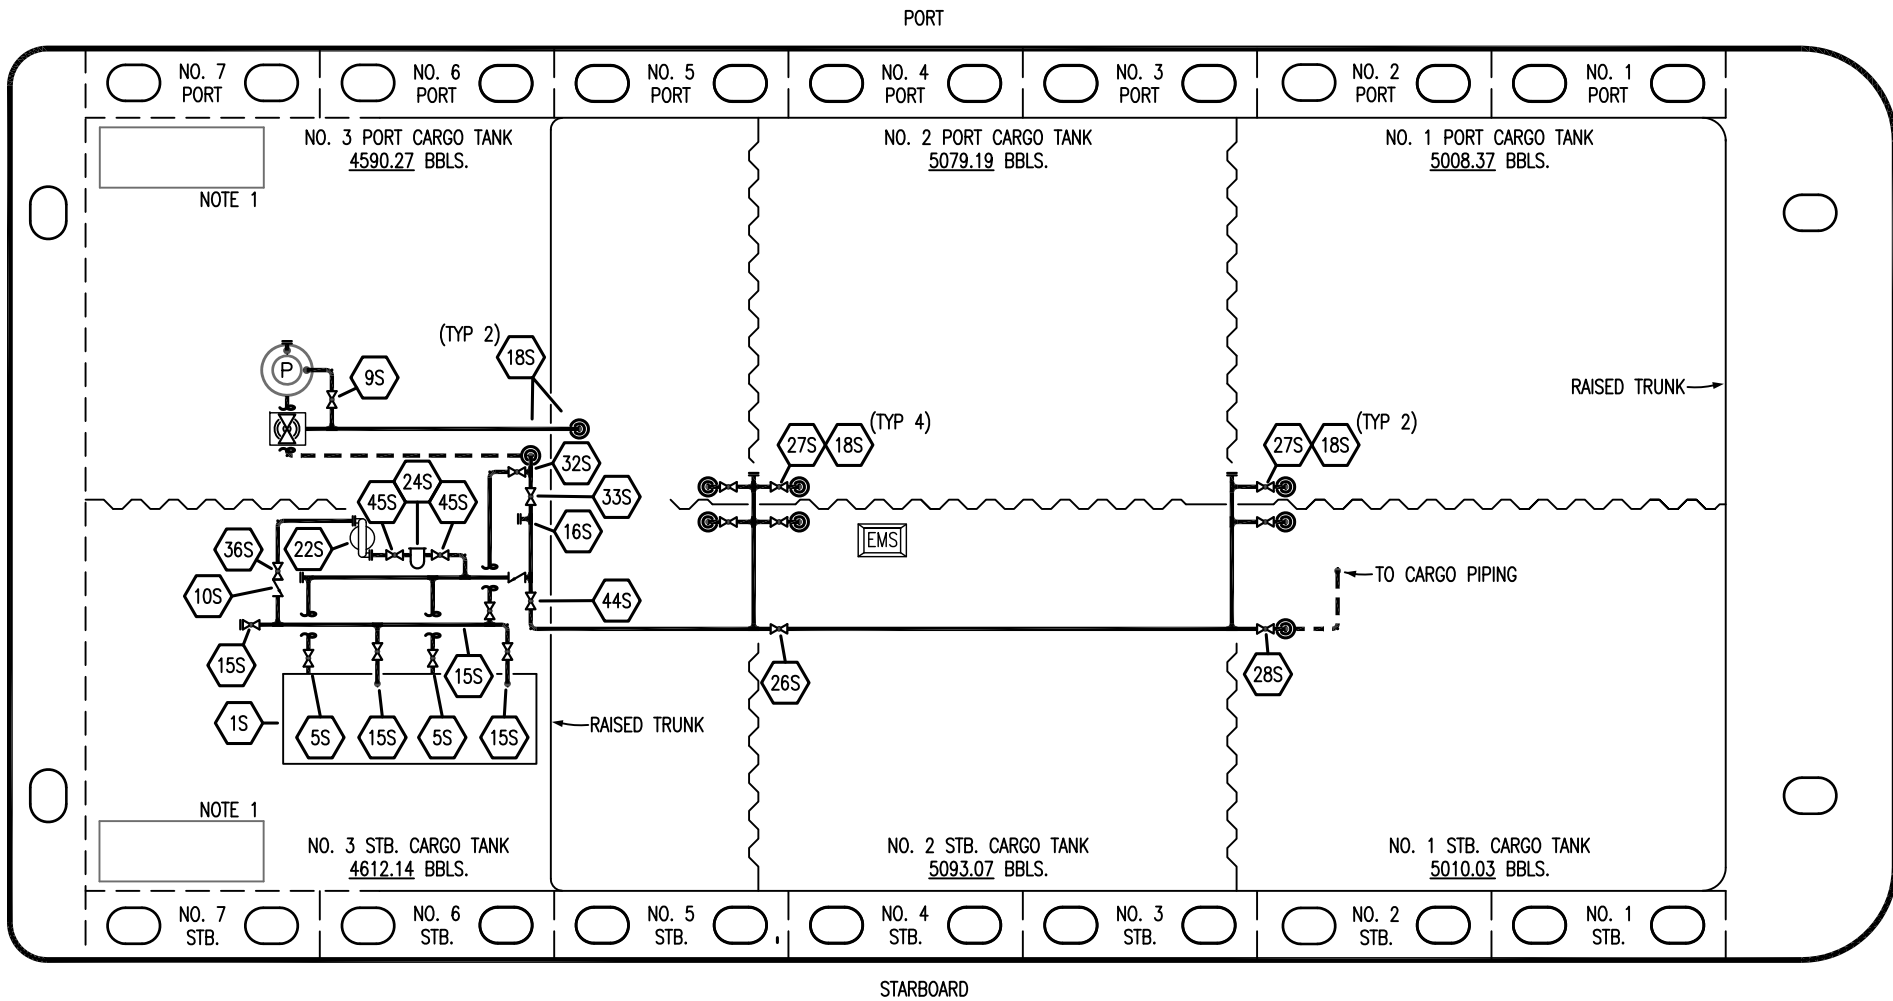 PORT
NO. 7
PORT
NO. 6
PORT
NO. 5
PORT
NO. 4
PORT
NO. 3
PORT
NO. 2
PORT
NO. 1
PORT
NO. 3 PORT CARGO TANK
4590.27 BBLS.
NO. 2 PORT CARGO TANK
5079.19 BBLS.
NO. 1 PORT CARGO TANK
5008.37 BBLS.
NOTE 1
(TYP 2)
18S
P
9S
RAISED TRUNK
27S
18S
(TYP 4)
27S
18S
(TYP 2)
32S
24S
45S
45S
33S
16S
36S
22S
EMS
10S
44S
TO CARGO PIPING
15S
15S
26S
28S
1S
5S
15S
5S
15S
RAISED TRUNK
NOTE 1
NO. 3 STB. CARGO TANK
4612.14 BBLS.
NO. 2 STB. CARGO TANK
5093.07 BBLS.
NO. 1 STB. CARGO TANK
5010.03 BBLS.
NO. 7
STB.
NO. 6
STB.
NO. 5
STB.
NO. 4
STB.
NO. 3
STB.
NO. 2
STB.
NO. 1
STB.
STARBOARD